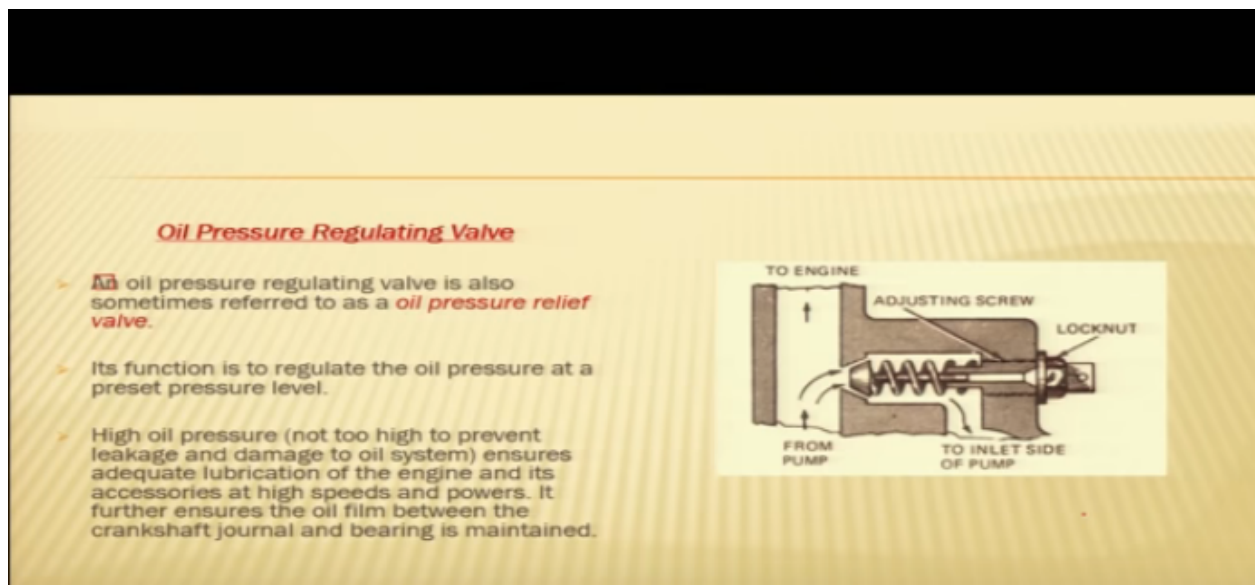 Oil Pressure Regulating Valve
An oil pressure regulating valve is also
sometimes referred to as a oil pressure relief
valve.
Its function is to regulate the oil pressure at a
preset pressure level.
High oil pressure (not too high to prevent
leakage and damage to oil system) ensures
adequate lubrication of the engine and its
accessories at high speeds and powers. It
further ensures the oil film between the
crankshaft journal and bearing is maintained.
TO ENGINE
ADJUSTING SCREW
LOCKNUT
FROM
PUMP
TO INLET SIDE
OF PUMP